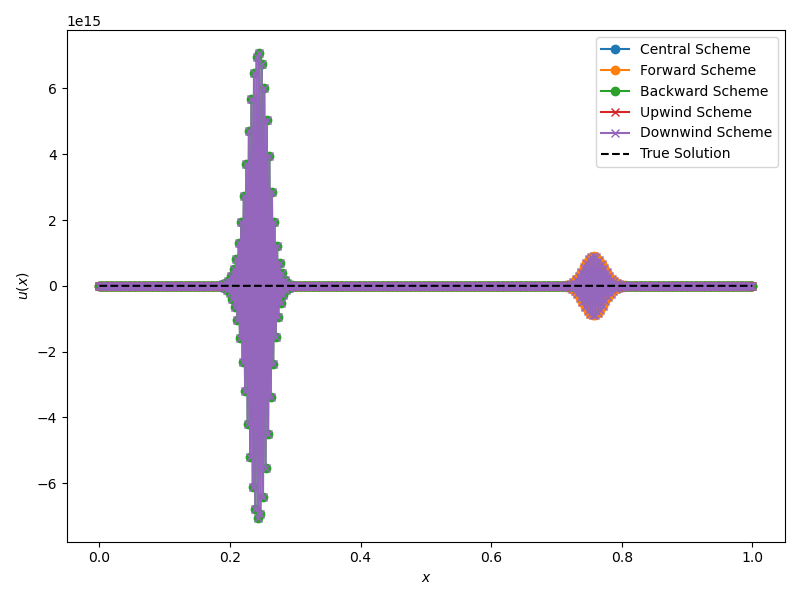 1e15
6
4
2
0
−2
−4
−6
u(x)
0.0 0.2 0.4 0.6 0.8 1.0
x
Central Scheme
Forward Scheme
Backward Scheme
Upwind Scheme
Downwind Scheme
True Solution